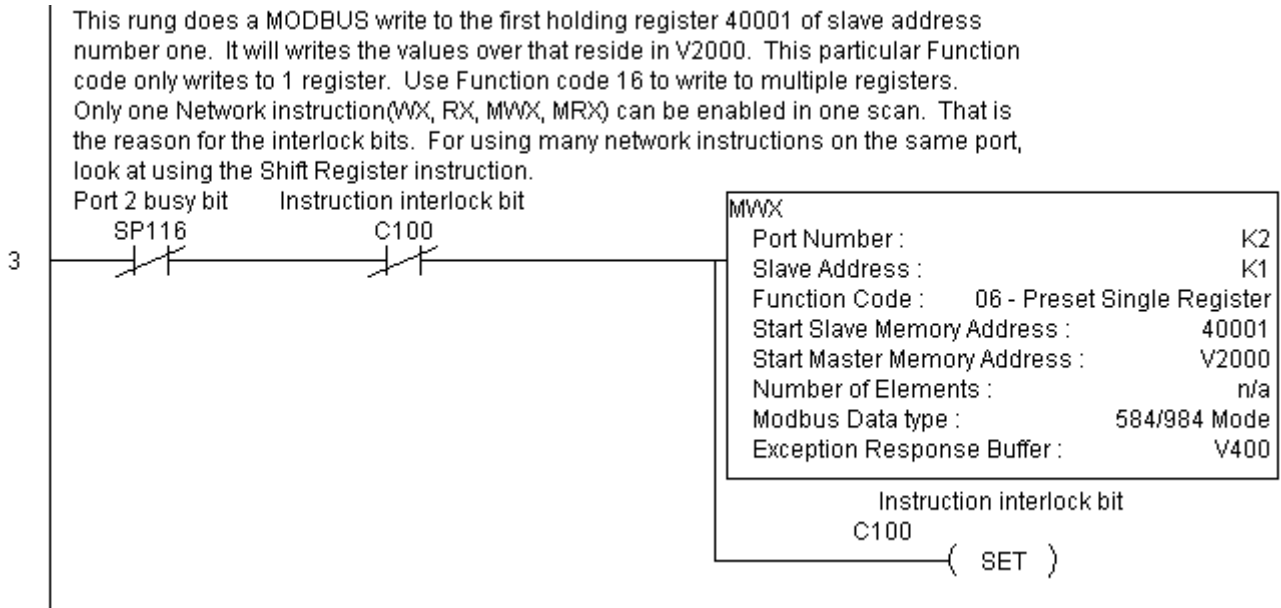 This rung does a MODBUS write to the first holding register 40001 of slave address
number one. It will writes the values over that reside in V2000. This particular Function
code only writes to 1 register. Use Function code 16 to write to multiple registers.
Only one Network instruction(WX, RX, MWX, MRX) can be enabled in one scan. That is
the reason for the interlock bits. For using many network instructions on the same port,
look at using the Shift Register instruction.
Port 2 busy bit Instruction interlock bit
SP116 C100
3
MWX
Port Number : K2
Slave Address : K1
Function Code : 06 - Preset Single Register
Start Slave Memory Address : 40001
Start Master Memory Address : V2000
Number of Elements : n/a
Modbus Data type : 584/984 Mode
Exception Response Buffer : V400
Instruction interlock bit
C100
( SET )